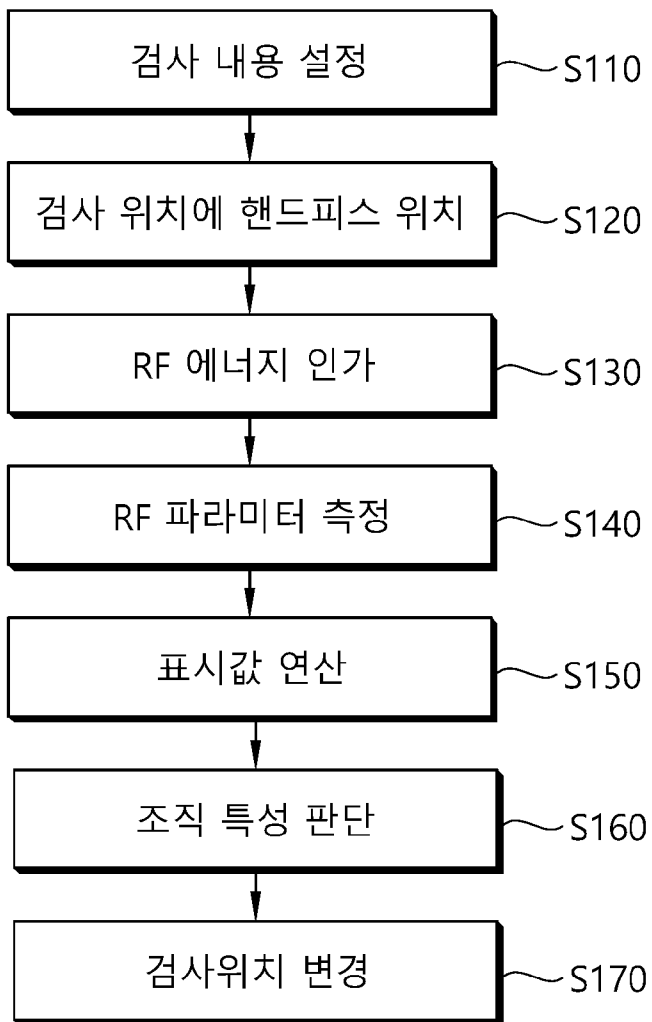 검사 내용 설정 S110
검사 위치에 핸드피스 위치 S120
RF 에너지 인가 S130
RF 파라미터 측정 S140
표시값 연산 S150
조직 특성 판단 S160
검사위치 변경 S170